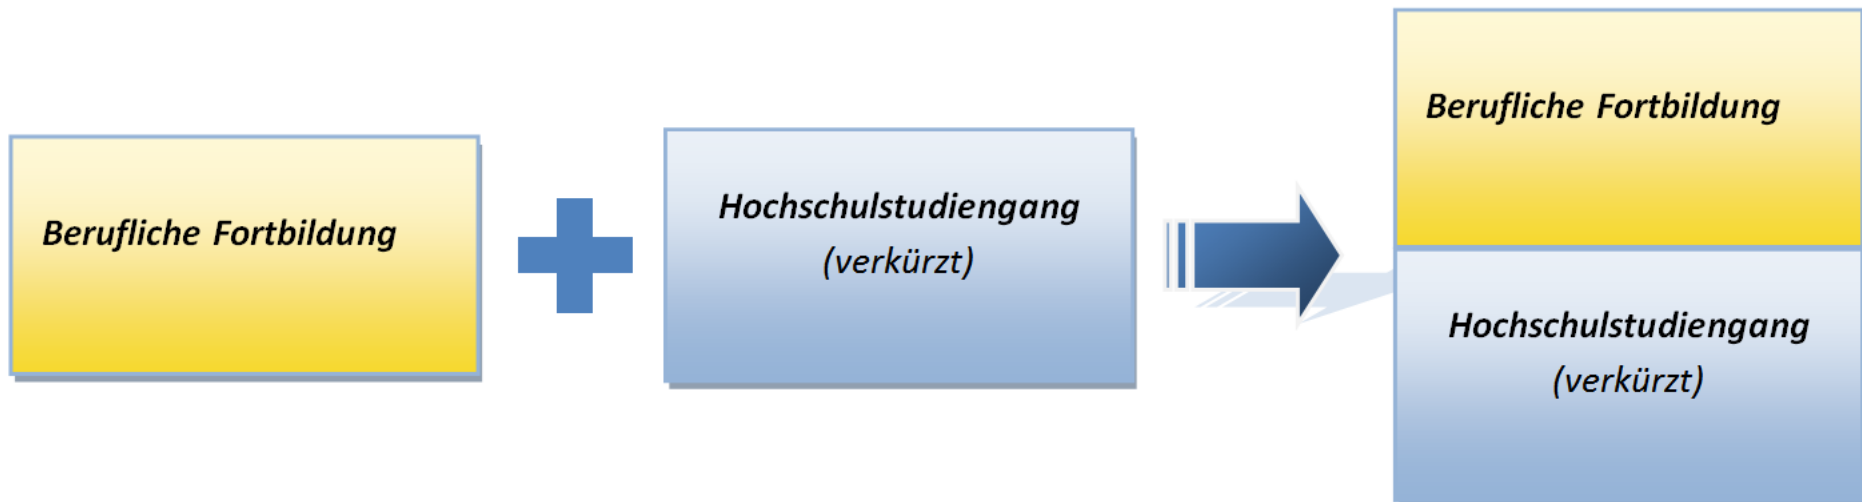 Berufliche Fortbildung
Hochschulstudiengang
(verkürzt)
Berufliche Fortbildung
Hochschulstudiengang
(verkürzt)